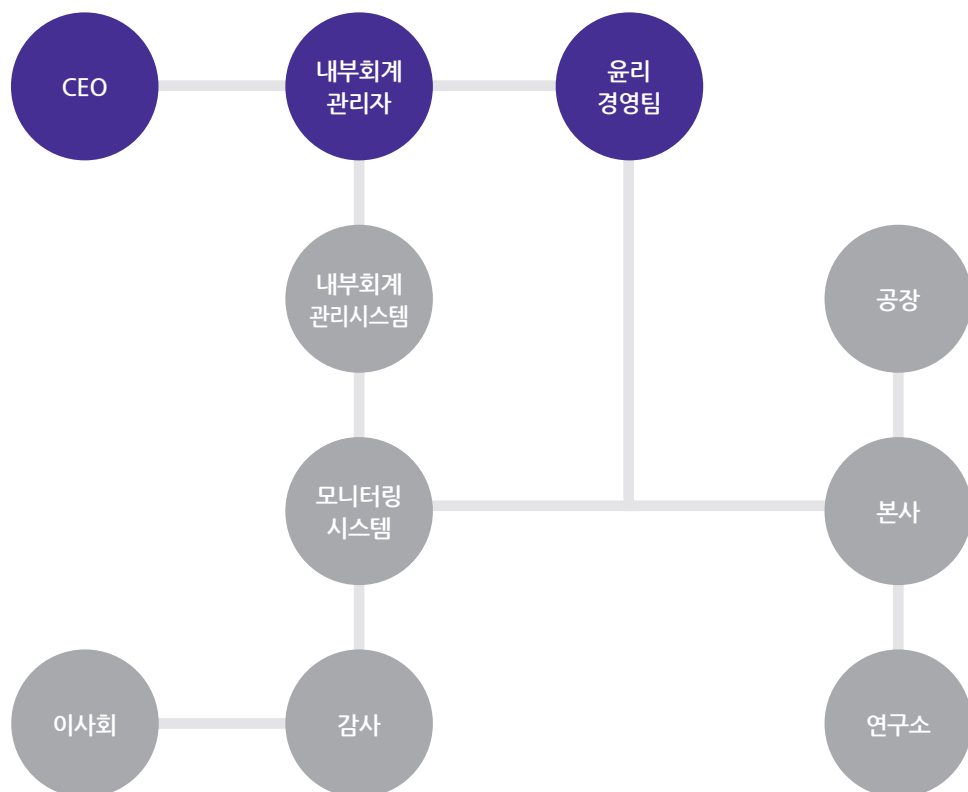 CEO
내부회계
관리자
윤리
경영팀
내부회계
관리시스템
공장
모니터링
시스템
본사
이사회
감사
연구소